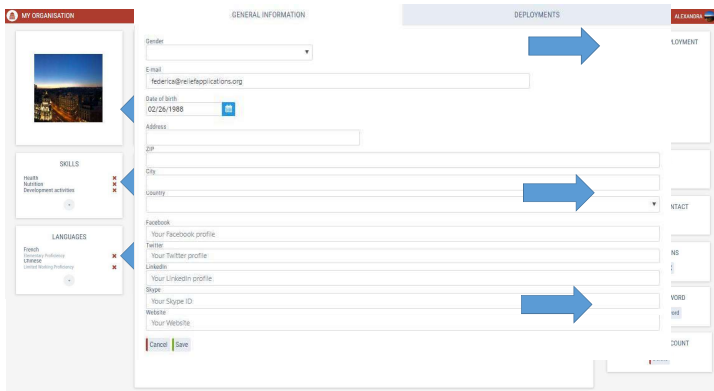 MY ORGANISATION
GENERAL INFORMATION
DEPLOYMENTS
ALEXANDRA
SKILLS
Health
Nutrition
Development activities
LANGUAGES
French
Elementary Proficiency
Chinese
Limited Working Proficiency
Gender
E-mail
federica@reliefapplications.org
Date of birth
02/26/1988
Address
ZIP
City
Country
Facebook
Your Facebook profile
Twitter
Your Twitter profile
Linkedin
Your Linkedin profile
Skype
Your Skype ID
Website
Your Website
Cancel
Save
LOYMENT
NTACT
NS
WORD
word
COUNT